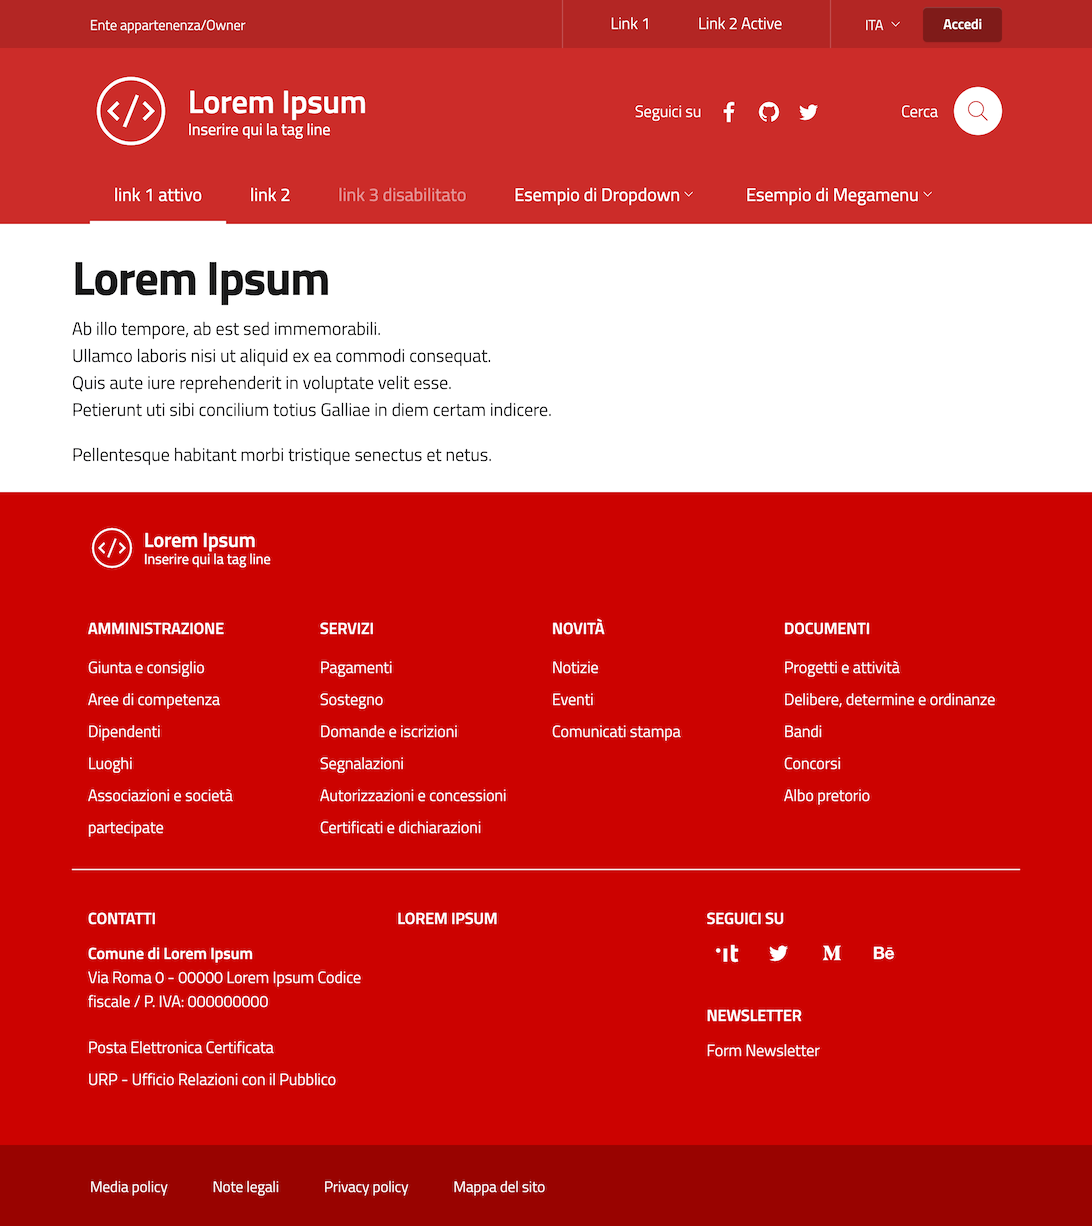 Ente appartenenza/Owner
Link 1
Link 2 Active
ITA
Accedi
Lorem Ipsum
Inserire qui la tag line
Seguici su
Cerca
link 1 attivo
link 2
link 3 disabilitato
Esempio di Dropdown
Esempio di Megamenu
Lorem Ipsum
Ab illo tempore, ab est sed immemorabili.
Ullamco laboris nisi ut aliquid ex ea commodi consequat.
Quis aute iure reprehenderit in voluptate velit esse.
Petierunt uti sibi concilium totius Galliae in diem certam indicere.
Pellentesque habitant morbi tristique senectus et netus.
Lorem Ipsum
Inserire qui la tag line
AMMINISTRAZIONE
Giunta e consiglio
Aree di competenza
Dipendenti
Luoghi
Associazioni e società
partecipate
SERVIZI
Pagamenti
Sostegno
Domande e iscrizioni
Segnalazioni
Autorizzazioni e concessioni
Certificati e dichiarazioni
NOVITÀ
Notizie
Eventi
Comunicati stampa
DOCUMENTI
Progetti e attività
Delibere, determine e ordinanze
Bandi
Concorsi
Albo pretorio
CONTATTI
Comune di Lorem Ipsum
Via Roma 0 - 00000 Lorem Ipsum Codice
fiscale / P. IVA: 000000000
Posta Elettronica Certificata
URP - Ufficio Relazioni con il Pubblico
LOREM IPSUM
SEGUICI SU
it
M
Bē
NEWSLETTER
Form Newsletter
Media policy
Note legali
Privacy policy
Mappa del sito